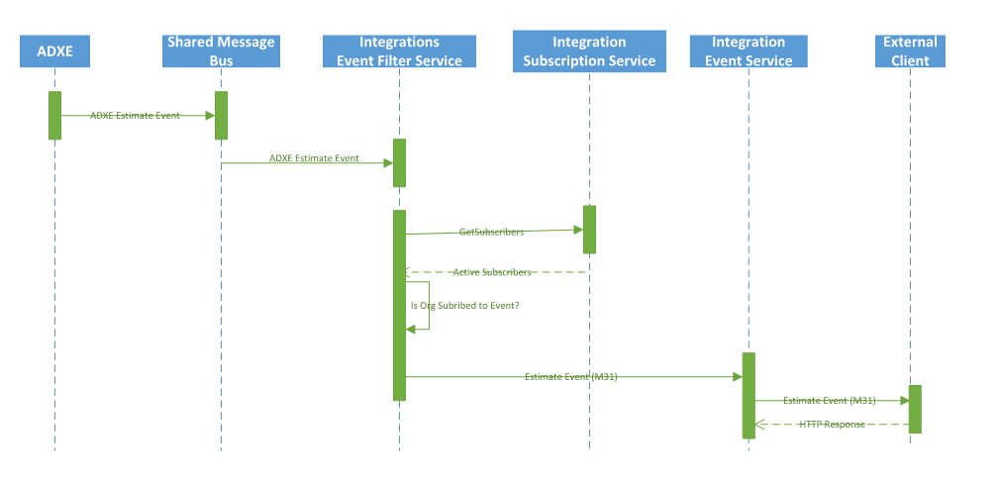 ADXE
Shared Message
Bus
Integrations
Event Filter Service
Integration
Subscription Service
Integration
Event Service
External
Client
ADXE Estimate Event
ADXE Estimate Event
GetSubscribers
Active Subscribers
Is Org Subribed to Event?
Estimate Event (M31)
Estimate Event (M31)
HTTP Response